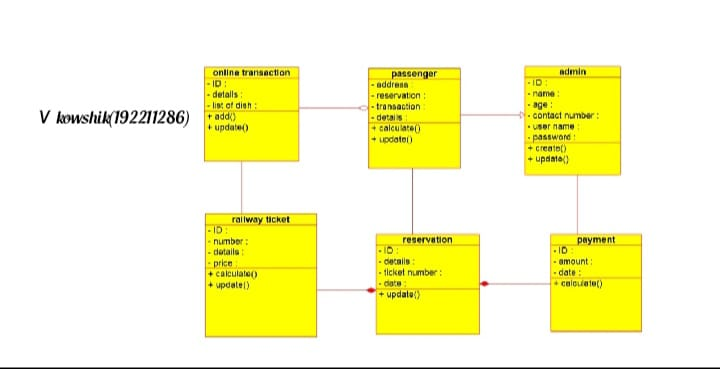 V kowshik(192211286)
online transaction
- ID :
- details :
- list of dish :
+ add()
+ update()
passenger
- address :
- reservation :
- transaction :
- details :
+ calculate()
+ update()
admin
- ID :
- name :
- age :
- contact number :
- user name :
- password :
+ create()
+ update()
railway ticket
- ID :
- number :
- details :
- price :
+ calculate()
+ update()
reservation
- ID :
- details :
- ticket number :
- date :
+ update()
payment
- ID :
- amount :
- date :
+ calculate()